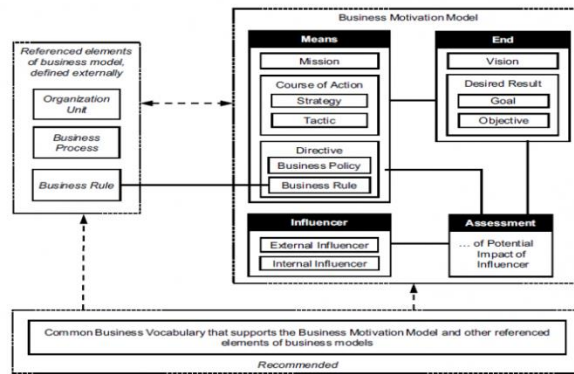 Business Motivation Model
Referenced elements
of business model,
defined externally
Organization
Unit
Business
Process
Business Rule
Means
Mission
Course of Action
Strategy
Tactic
Directive
Business Policy
Business Rule
End
Vision
Desired Result
Goal
Objective
Influencer
External Influencer
Internal Influencer
Assessment
... of Potential
Impact of
Influencer
Common Business Vocabulary that supports the Business Motivation Model and other referenced
elements of business models
Recommended